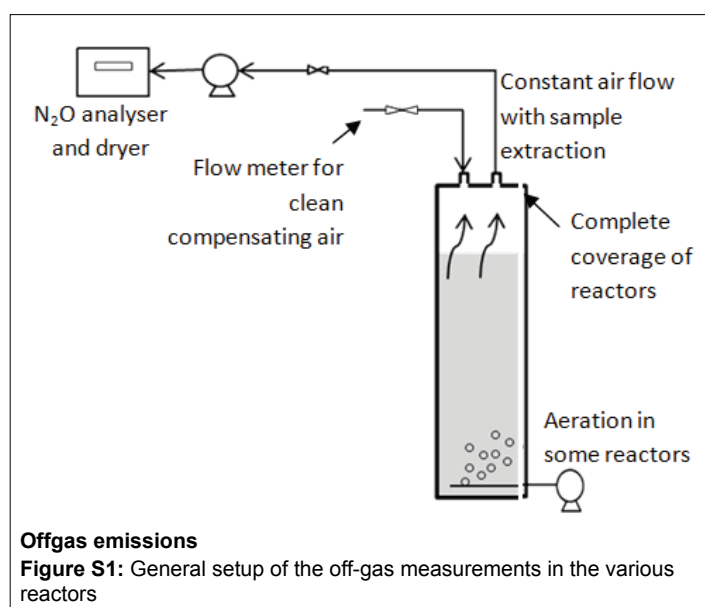 N₂O analyser
and dryer
Flow meter for
clean
compensating air
Constant air flow
with sample
extraction
Complete
coverage of
reactors
Aeration in
some reactors
Offgas emissions
Figure S1: General setup of the off-gas measurements in the various
reactors